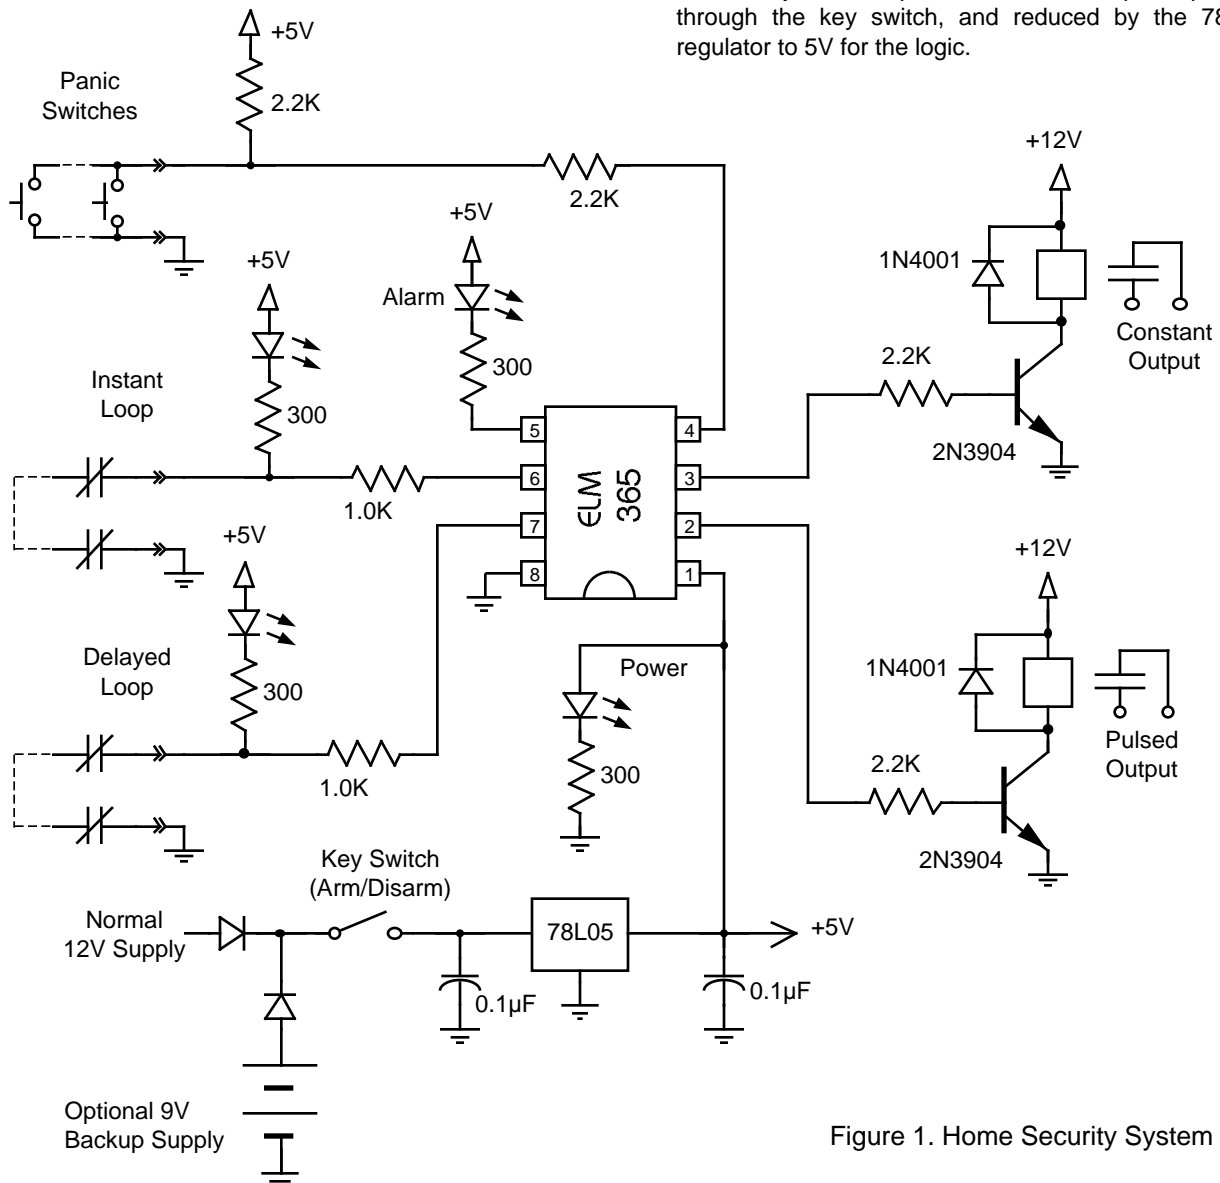 through the key switch, and reduced by the 78
regulator to 5V for the logic.
+5V
Panic
Switches
2.2K
2.2K
+12V
+5V
1N4001
Constant
Output
+5V
Alarm
300
2.2K
Instant
Loop
300
2N3904
1.0K
5
6
7
8
4
3
2
1
ELM
365
+5V
+12V
Delayed
Loop
300
Power
1N4001
Pulsed
Output
1.0K
300
2.2K
2N3904
Key Switch
(Arm/Disarm)
Normal
12V Supply
78L05
+5V
0.1µF
0.1µF
Optional 9V
Backup Supply
Figure 1. Home Security System